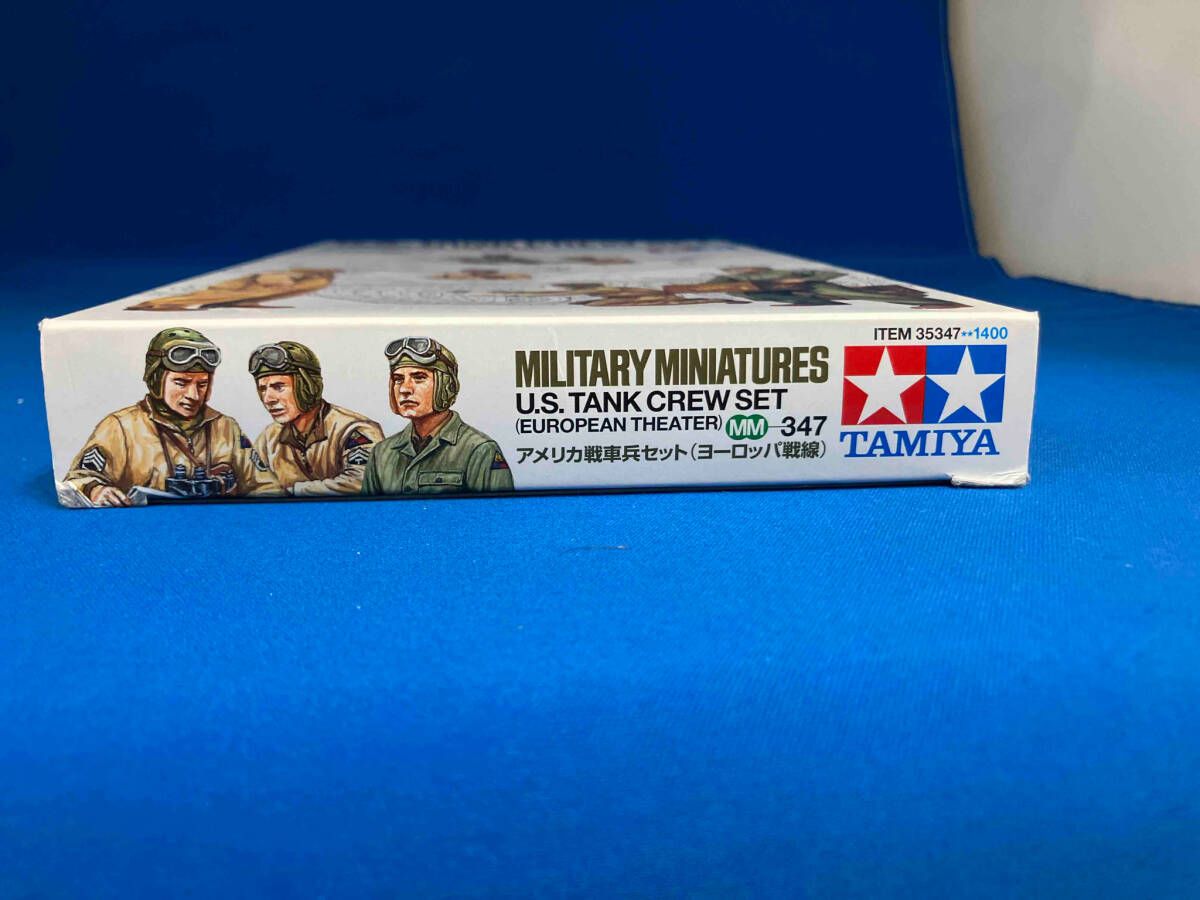 ITEM 35347**1400
MILITARY MINIATURES
U.S. TANK CREW SET
(EUROPEAN THEATER) MM 347
アメリカ戦車兵セット(ヨーロッパ戦線)
TAMIYA